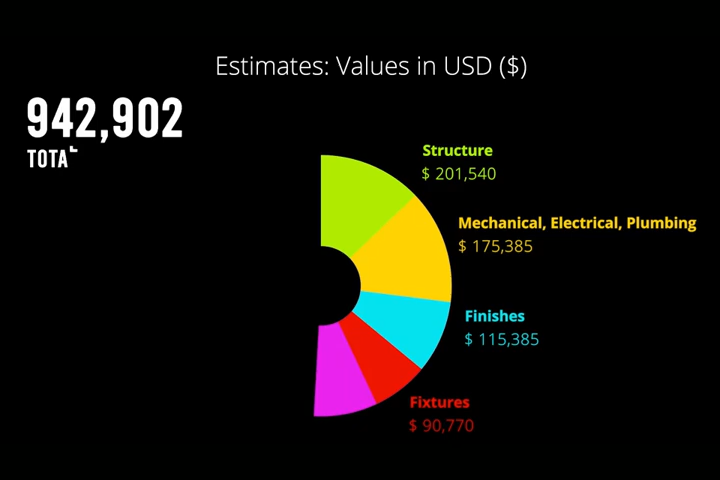 Estimates: Values in USD ($)
942,902
TOTA
Structure
$ 201,540
Mechanical, Electrical, Plumbing
$ 175,385
Finishes
$ 115,385
Fixtures
$ 90,770